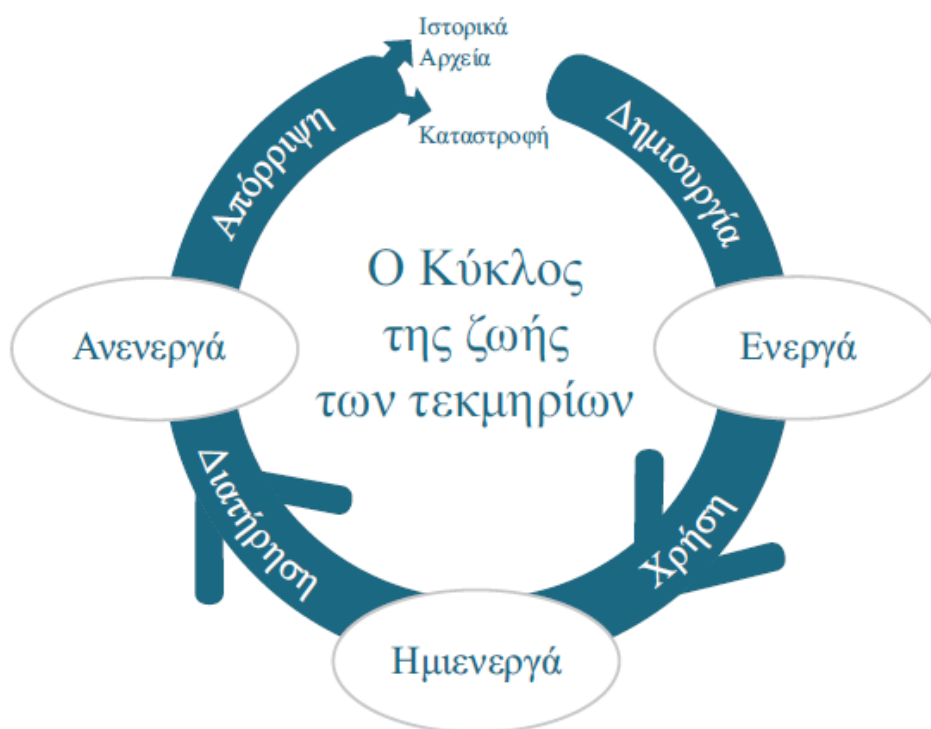 Ιστορικά
Αρχεία
Καταστροφή
Απόρριψη
Δημιουργία
Ο Κύκλος
της ζωής
των τεκμηρίων
Ανενεργά
Ενεργά
Διατήρηση
Χρήση
Ημιενεργά